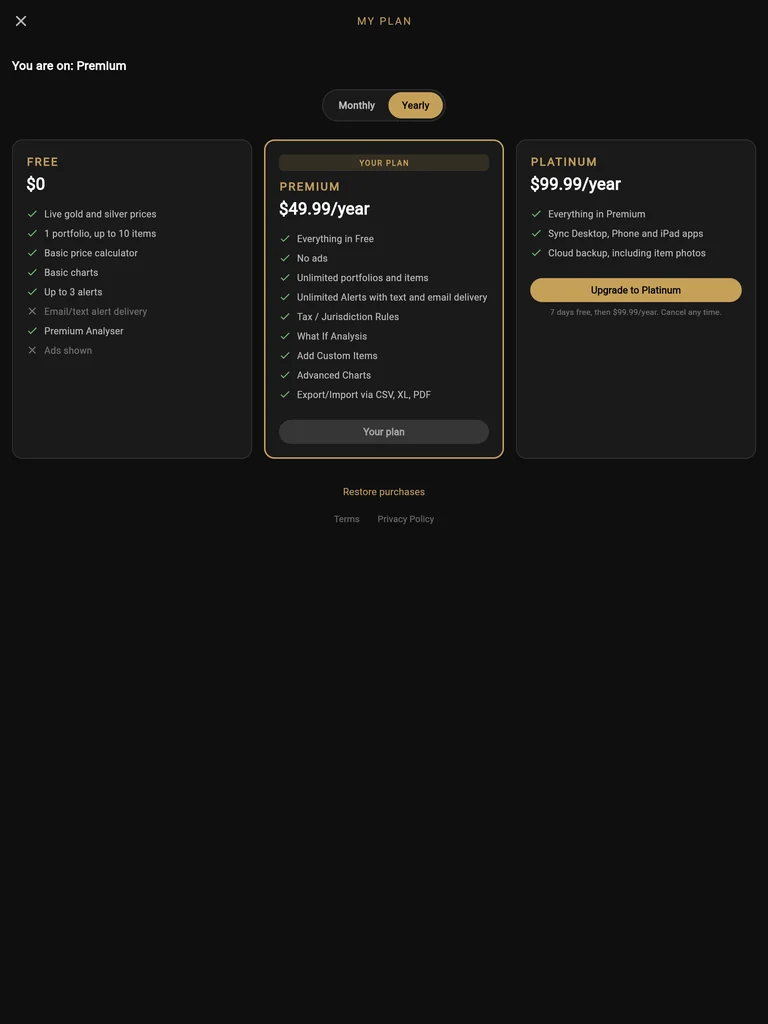 MY PLAN
You are on: Premium
Monthly
Yearly
FREE
$0
Live gold and silver prices
1 portfolio, up to 10 items
Basic price calculator
Basic charts
Up to 3 alerts
Email/text alert delivery
Premium Analyser
Ads shown
YOUR PLAN
PREMIUM
$49.99/year
Everything in Free
No ads
Unlimited portfolios and items
Unlimited Alerts with text and email delivery
Tax / Jurisdiction Rules
What If Analysis
Add Custom Items
Advanced Charts
Export/Import via CSV, XL, PDF
Your plan
PLATINUM
$99.99/year
Everything in Premium
Sync Desktop, Phone and iPad apps
Cloud backup, including item photos
Upgrade to Platinum
7 days free, then $99.99/year. Cancel any time.
Restore purchases
Terms
Privacy Policy